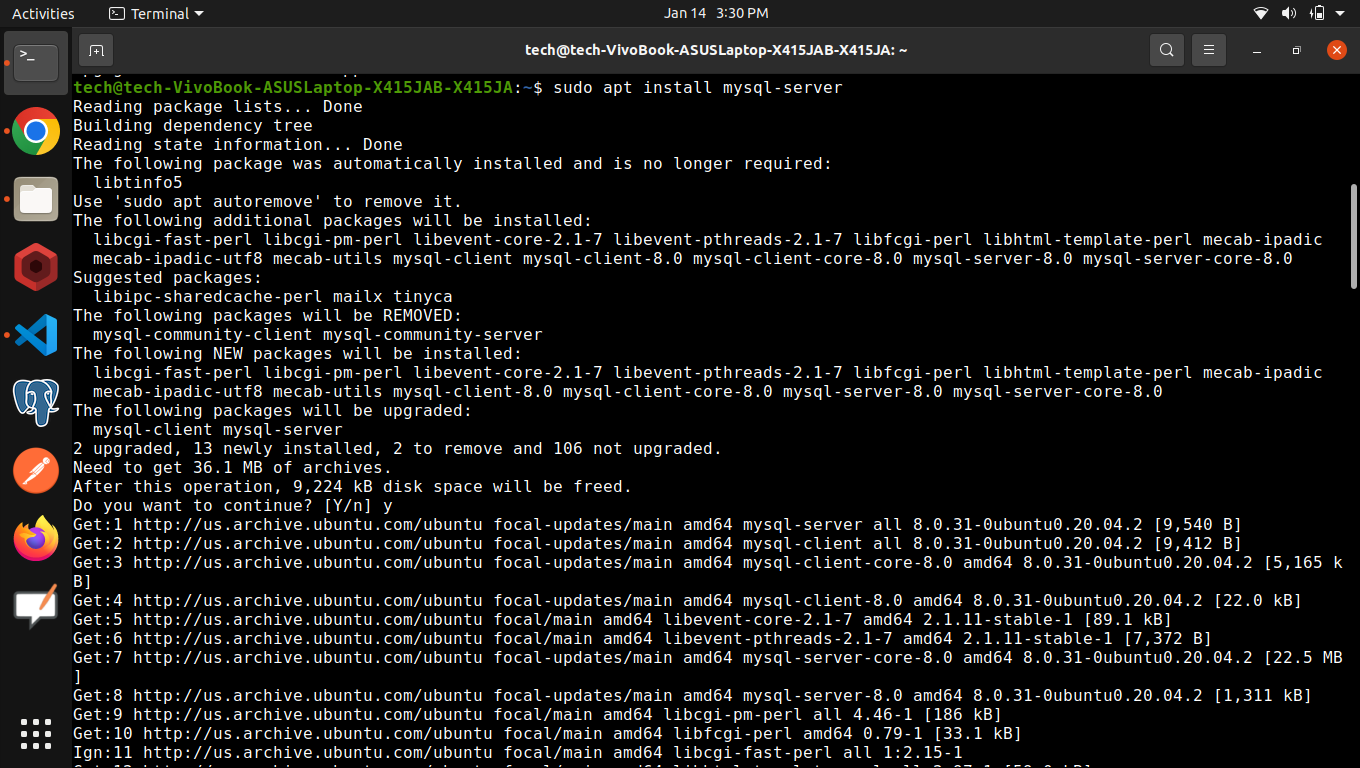 Activities
Terminal
Jan 14 3:30 PM
tech@tech-VivoBook-ASUSLaptop-X415JAB-X415JA: ~
tech@tech-VivoBook-ASUSLaptop-X415JAB-X415JA:~$ sudo apt install mysql-server
Reading package lists... Done
Building dependency tree
Reading state information... Done
The following package was automatically installed and is no longer required:
  libtinfo5
Use 'sudo apt autoremove' to remove it.
The following additional packages will be installed:
  libcgi-fast-perl libcgi-pm-perl libevent-core-2.1-7 libevent-pthreads-2.1-7 libfcgi-perl libhtml-template-perl mecab-ipadic
  mecab-ipadic-utf8 mecab-utils mysql-client mysql-client-8.0 mysql-client-core-8.0 mysql-server-8.0 mysql-server-core-8.0
Suggested packages:
  libipc-sharedcache-perl mailx tinyca
The following packages will be REMOVED:
  mysql-community-client mysql-community-server
The following NEW packages will be installed:
  libcgi-fast-perl libcgi-pm-perl libevent-core-2.1-7 libevent-pthreads-2.1-7 libfcgi-perl libhtml-template-perl mecab-ipadic
  mecab-ipadic-utf8 mecab-utils mysql-client-8.0 mysql-client-core-8.0 mysql-server-8.0 mysql-server-core-8.0
The following packages will be upgraded:
  mysql-client mysql-server
2 upgraded, 13 newly installed, 2 to remove and 106 not upgraded.
Need to get 36.1 MB of archives.
After this operation, 9,224 kB disk space will be freed.
Do you want to continue? [Y/n] y
Get:1 http://us.archive.ubuntu.com/ubuntu focal-updates/main amd64 mysql-server all 8.0.31-0ubuntu0.20.04.2 [9,540 B]
Get:2 http://us.archive.ubuntu.com/ubuntu focal-updates/main amd64 mysql-client all 8.0.31-0ubuntu0.20.04.2 [9,412 B]
Get:3 http://us.archive.ubuntu.com/ubuntu focal-updates/main amd64 mysql-client-core-8.0 amd64 8.0.31-0ubuntu0.20.04.2 [5,165 k
B]
Get:4 http://us.archive.ubuntu.com/ubuntu focal-updates/main amd64 mysql-client-8.0 amd64 8.0.31-0ubuntu0.20.04.2 [22.0 kB]
Get:5 http://us.archive.ubuntu.com/ubuntu focal/main amd64 libevent-core-2.1-7 amd64 2.1.11-stable-1 [89.1 kB]
Get:6 http://us.archive.ubuntu.com/ubuntu focal/main amd64 libevent-pthreads-2.1-7 amd64 2.1.11-stable-1 [7,372 B]
Get:7 http://us.archive.ubuntu.com/ubuntu focal-updates/main amd64 mysql-server-core-8.0 amd64 8.0.31-0ubuntu0.20.04.2 [22.5 MB
]
Get:8 http://us.archive.ubuntu.com/ubuntu focal-updates/main amd64 mysql-server-8.0 amd64 8.0.31-0ubuntu0.20.04.2 [1,311 kB]
Get:9 http://us.archive.ubuntu.com/ubuntu focal/main amd64 libcgi-pm-perl all 4.46-1 [186 kB]
Get:10 http://us.archive.ubuntu.com/ubuntu focal/main amd64 libfcgi-perl amd64 0.79-1 [33.1 kB]
Ign:11 http://us.archive.ubuntu.com/ubuntu focal/main amd64 libcgi-fast-perl all 1:2.15-1